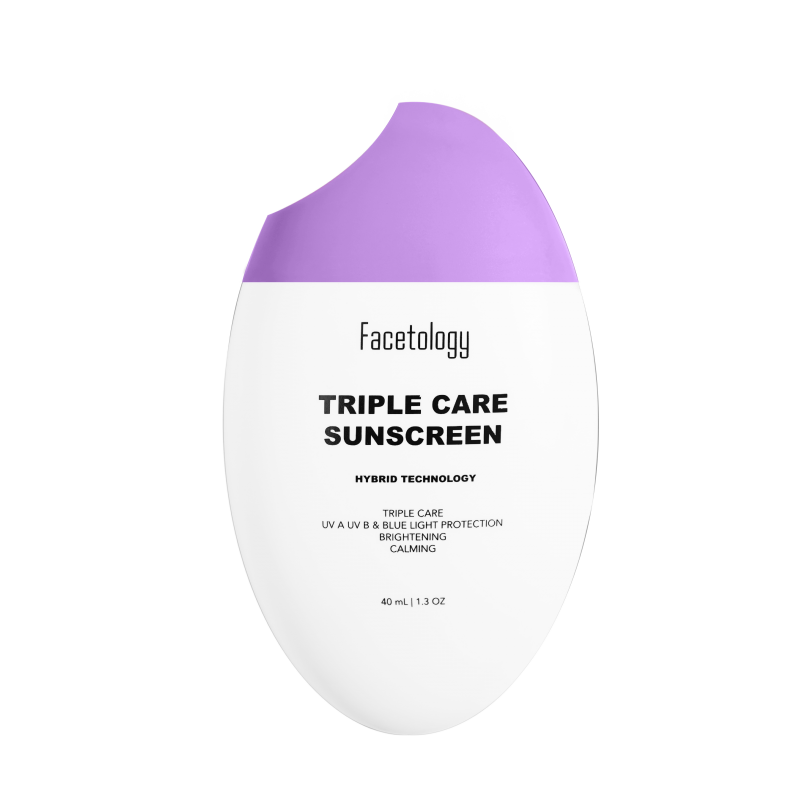 Facetology
TRIPLE CARE
SUNSCREEN
HYBRID TECHNOLOGY
TRIPLE CARE
UV A UV B & BLUE LIGHT PROTECTION
BRIGHTENING
CALMING
40 mL | 1.3 OZ